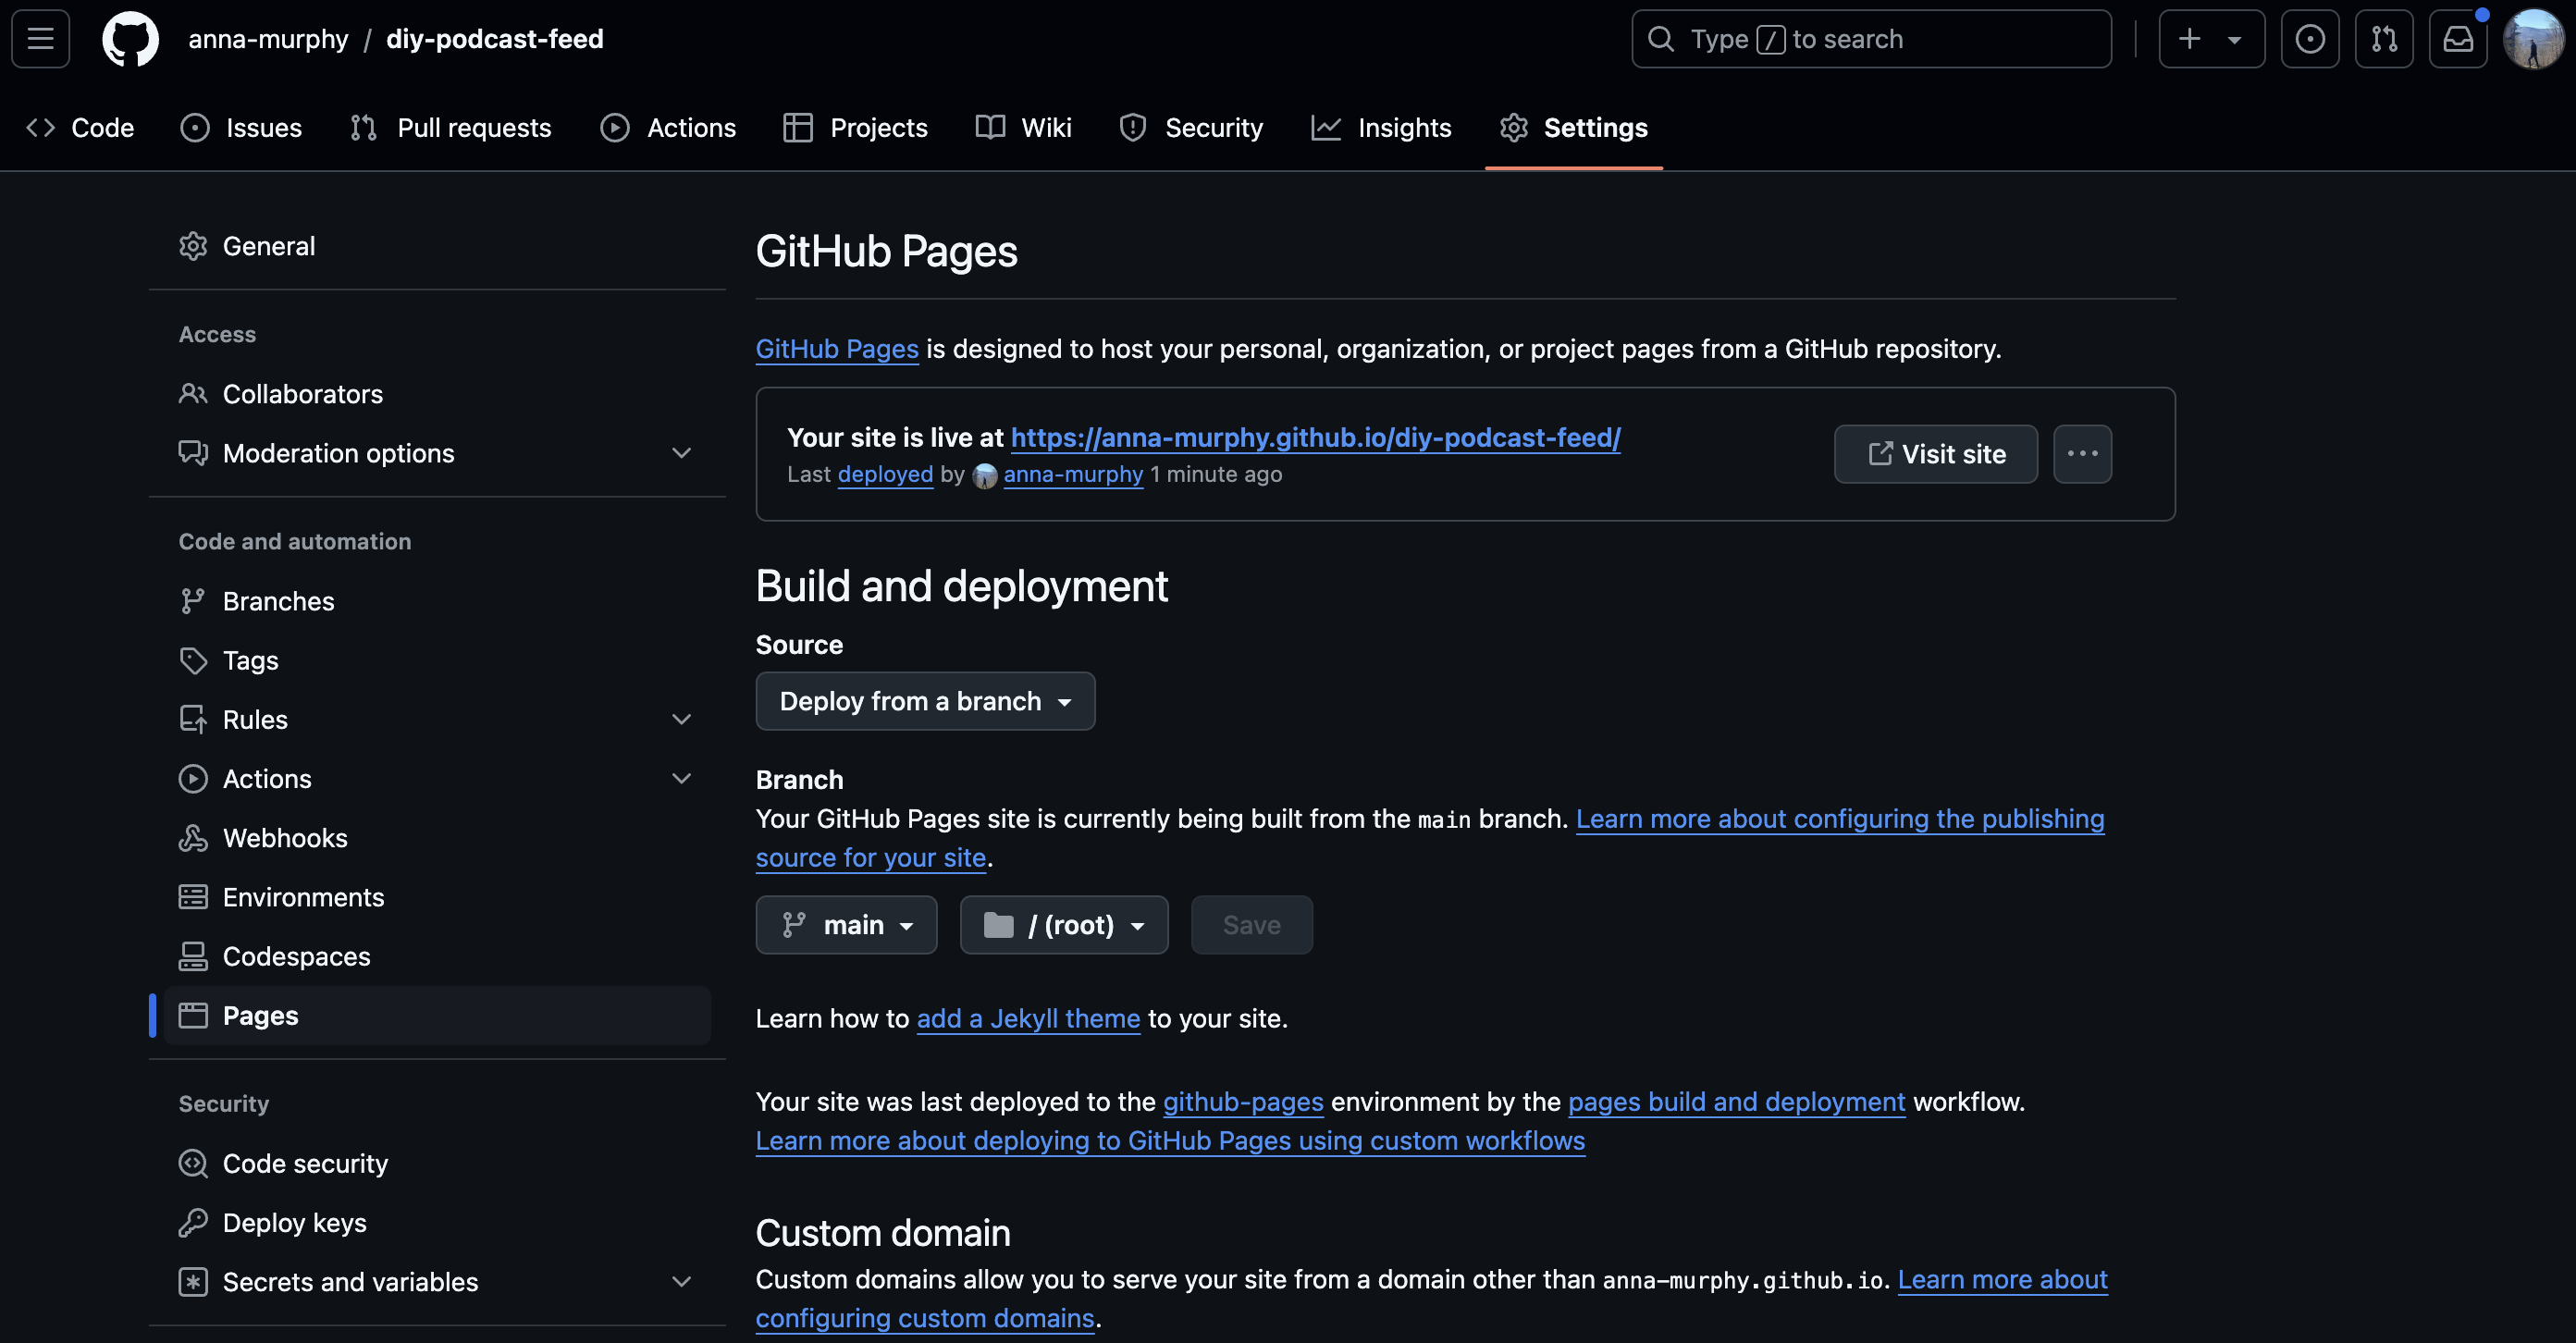 anna-murphy / diy-podcast-feed
Type / to search
Code
Issues
Pull requests
Actions
Projects
Wiki
Security
Insights
Settings
General
Access
Collaborators
Moderation options
Code and automation
Branches
Tags
Rules
Actions
Webhooks
Environments
Codespaces
Pages
Security
Code security
Deploy keys
Secrets and variables
GitHub Pages
GitHub Pages is designed to host your personal, organization, or project pages from a GitHub repository.
Your site is live at https://anna-murphy.github.io/diy-podcast-feed/
Last deployed by anna-murphy 1 minute ago
Visit site
Build and deployment
Source
Deploy from a branch
Branch
Your GitHub Pages site is currently being built from the main branch. Learn more about configuring the publishing
source for your site.
main
/ (root)
Save
Learn how to add a Jekyll theme to your site.
Your site was last deployed to the github-pages environment by the pages build and deployment workflow.
Learn more about deploying to GitHub Pages using custom workflows
Custom domain
Custom domains allow you to serve your site from a domain other than anna-murphy.github.io. Learn more about
configuring custom domains.